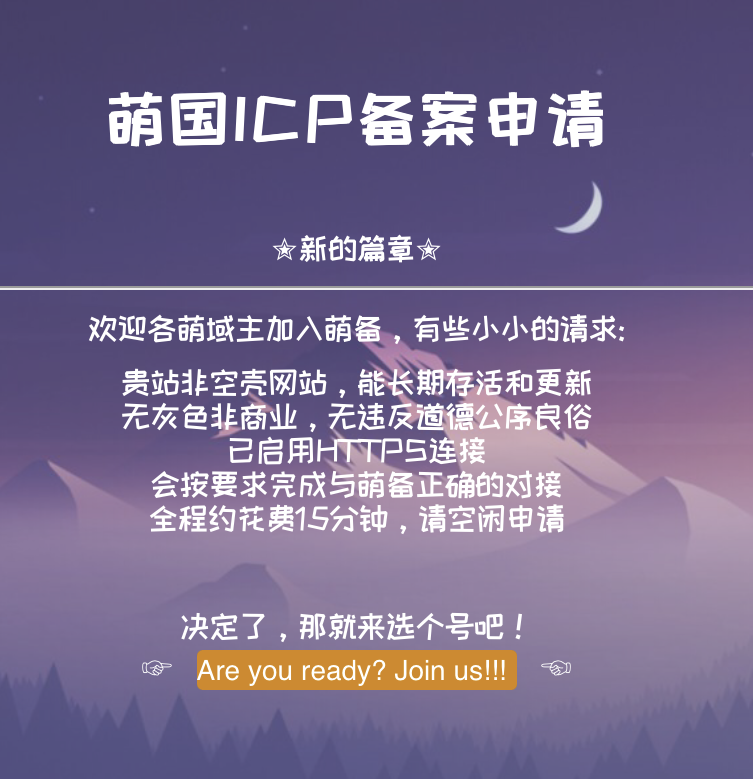 萌国ICP备案申请
✬新的篇章✬
欢迎各萌域主加入萌备，有些小小的请求:
贵站非空壳网站，能长期存活和更新
无灰色非商业，无违反道德公序良俗
已启用HTTPS连接
会按要求完成与萌备正确的对接
全程约花费15分钟，请空闲申请
决定了，那就来选个号吧！
☞ Are you ready? Join us!!! ☜